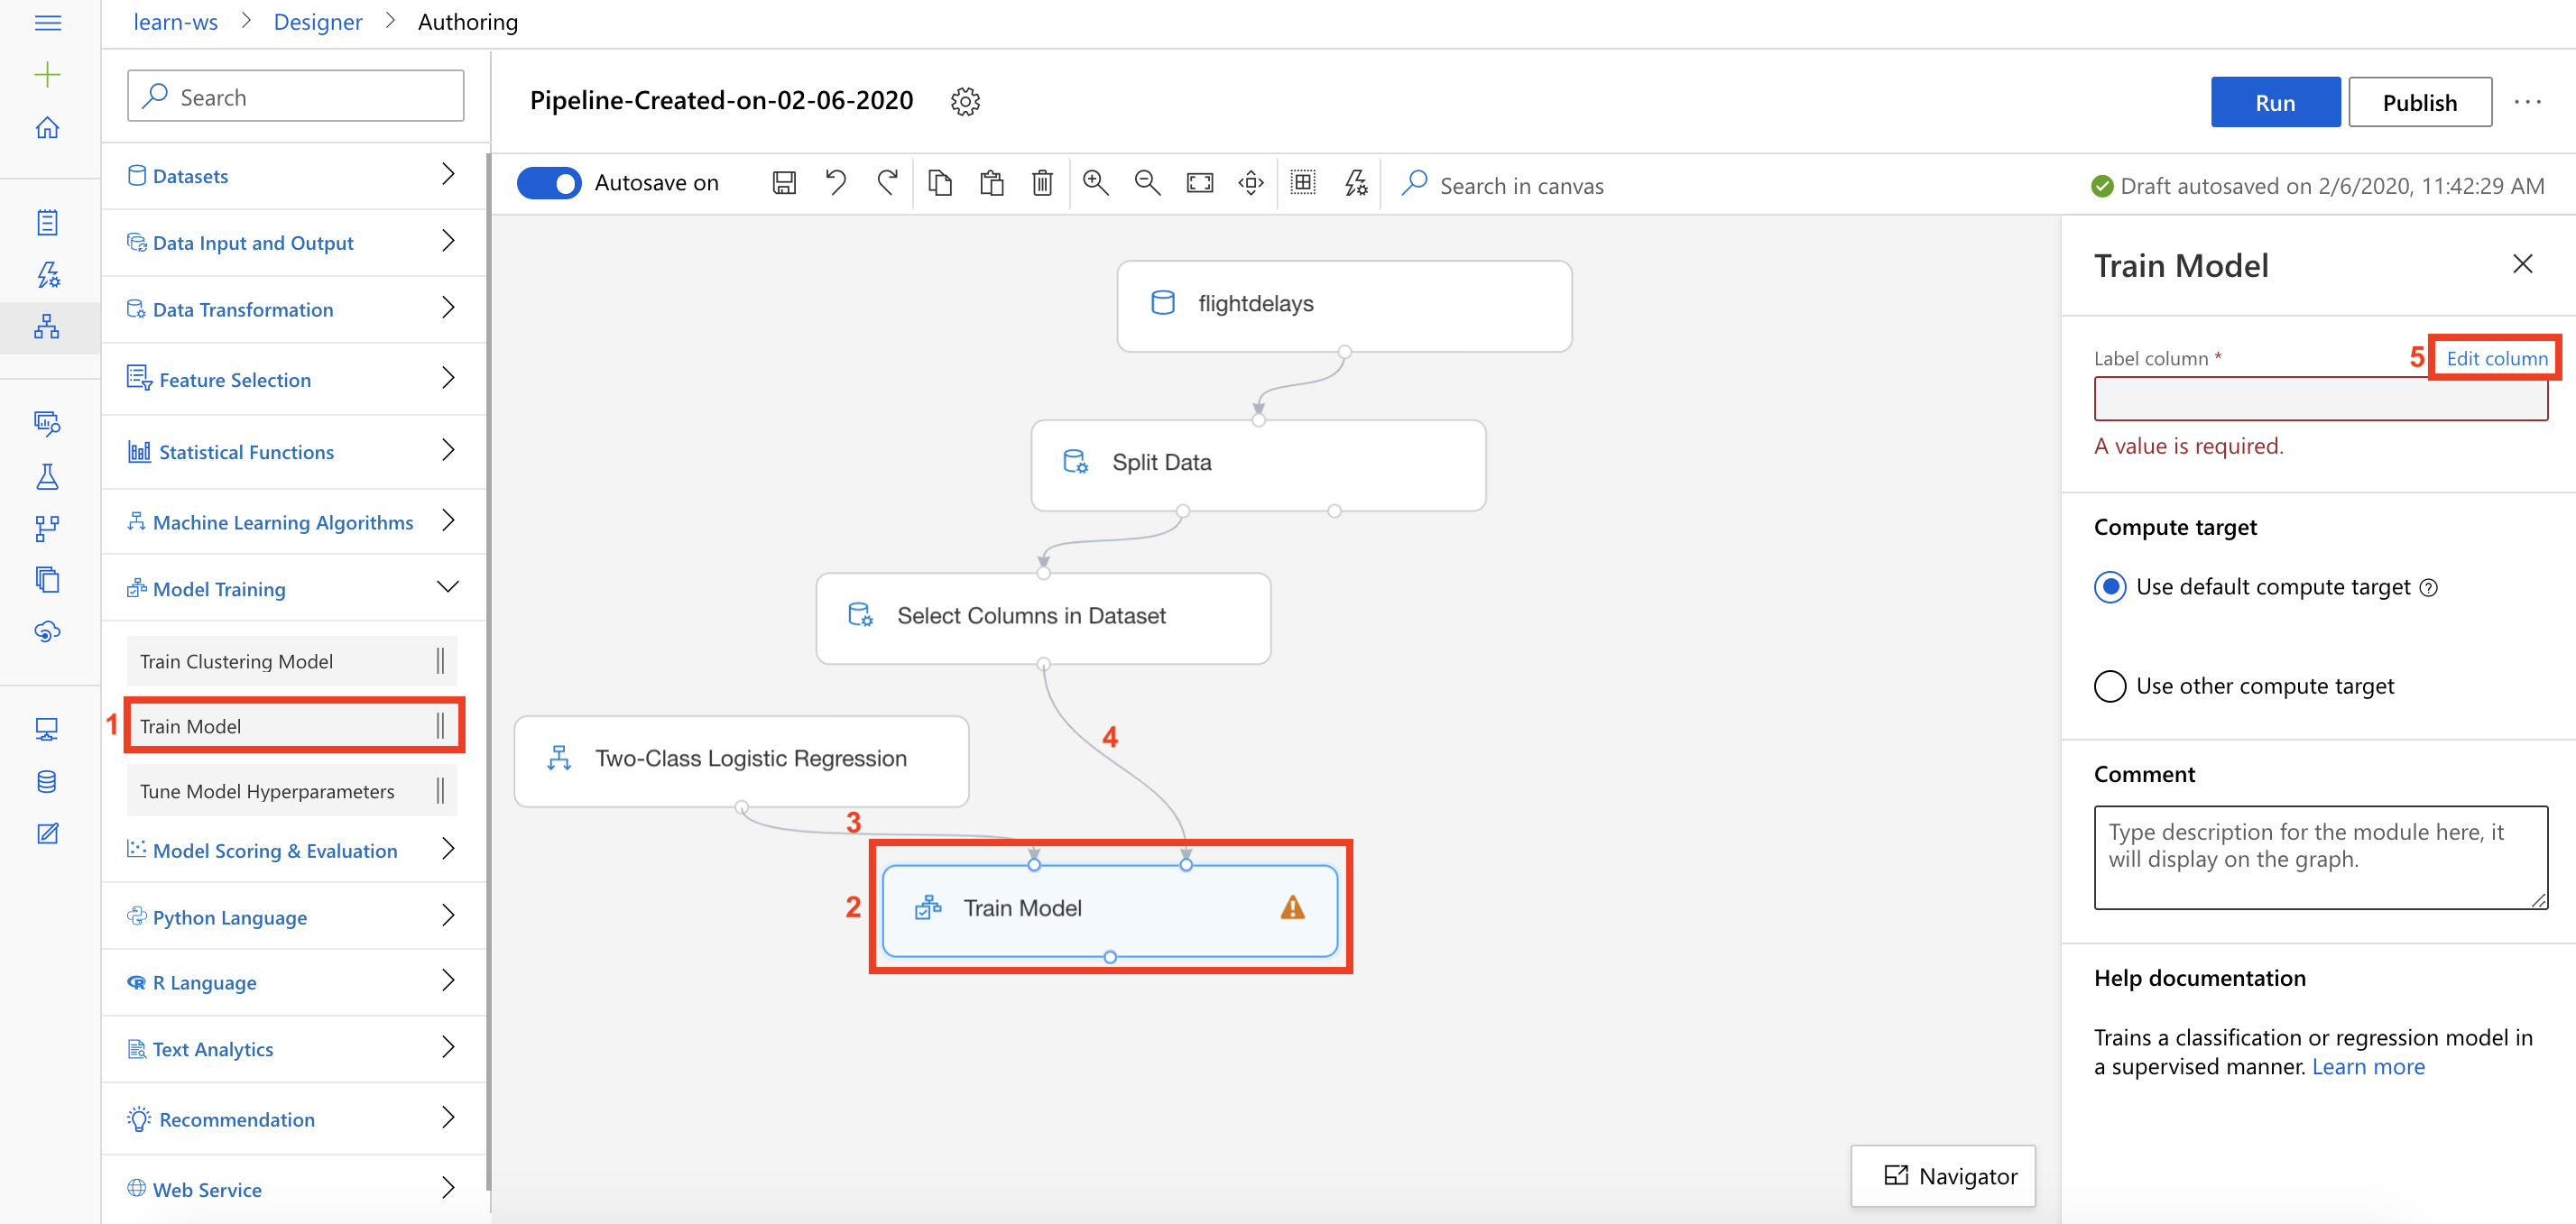 learn-ws > Designer > Authoring
Search
Datasets
Data Input and Output
Data Transformation
Feature Selection
Statistical Functions
Machine Learning Algorithms
Model Training
Train Clustering Model
1 Train Model
Tune Model Hyperparameters
Model Scoring & Evaluation
Python Language
R Language
Text Analytics
Recommendation
Web Service
Pipeline-Created-on-02-06-2020
Run
Publish
Autosave on
Search in canvas
Draft autosaved on 2/6/2020, 11:42:29 AM
flightdelays
Split Data
Select Columns in Dataset
4
Two-Class Logistic Regression
3
2
Train Model
Navigator
Train Model
Label column *
5 Edit column
A value is required.
Compute target
Use default compute target
Use other compute target
Comment
Type description for the module here, it
will display on the graph.
Help documentation
Trains a classification or regression model in
a supervised manner. Learn more